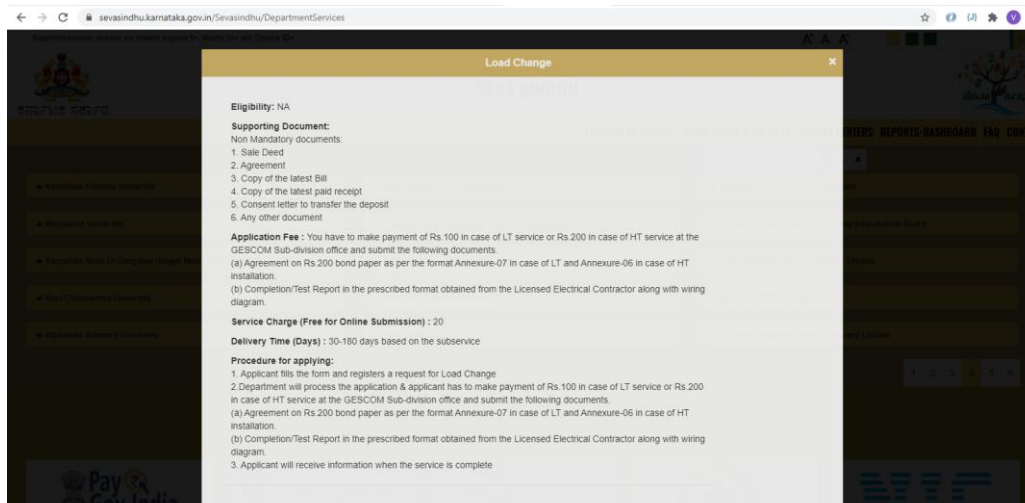 sevasindhu.karnataka.gov.in/Sevasindhu/DepartmentServices
Load Change
×
Eligibility: NA
Supporting Document:
Non Mandatory documents:
1. Sale Deed
2. Agreement
3. Copy of the latest Bill
4. Copy of the latest paid receipt
5. Consent letter to transfer the deposit
6. Any other document
Application Fee : You have to make payment of Rs.100 in case of LT service or Rs.200 in case of HT service at the
GESCOM Sub-division office and submit the following documents.
(a) Agreement on Rs.200 bond paper as per the format Annexure-07 in case of LT and Annexure-06 in case of HT
installation.
(b) Completion/Test Report in the prescribed format obtained from the Licensed Electrical Contractor along with wiring
diagram.
Service Charge (Free for Online Submission) : 20
Delivery Time (Days) : 30-180 days based on the subservice
Procedure for applying:
1. Applicant fills the form and registers a request for Load Change
2.Department will process the application & applicant has to make payment of Rs.100 in case of LT service or Rs.200
in case of HT service at the GESCOM Sub-division office and submit the following documents.
(a) Agreement on Rs.200 bond paper as per the format Annexure-07 in case of LT and Annexure-06 in case of HT
installation.
(b) Completion/Test Report in the prescribed format obtained from the Licensed Electrical Contractor along with wiring
diagram.
3. Applicant will receive information when the service is complete
REPORTS-DASHBOARD FAQ
1 2 3 4 5 6
Pay
Gov India